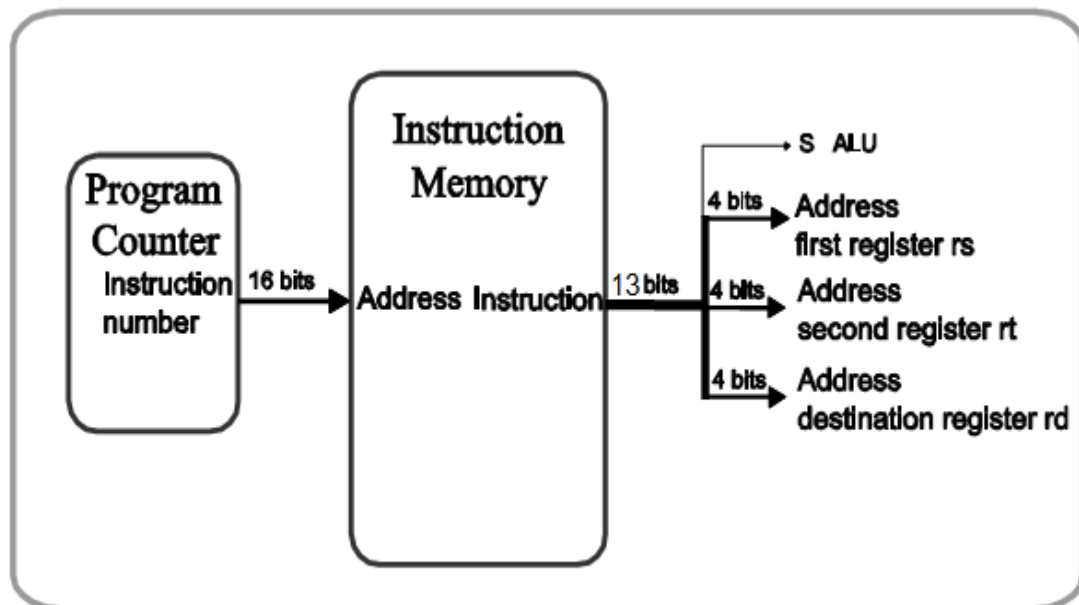 Program
Counter
Instruction
number
16 bits
Instruction
Memory
Address Instruction
13 bits
S ALU
4 bits
Address
first register rs
4 bits
Address
second register rt
4 bits
Address
destination register rd